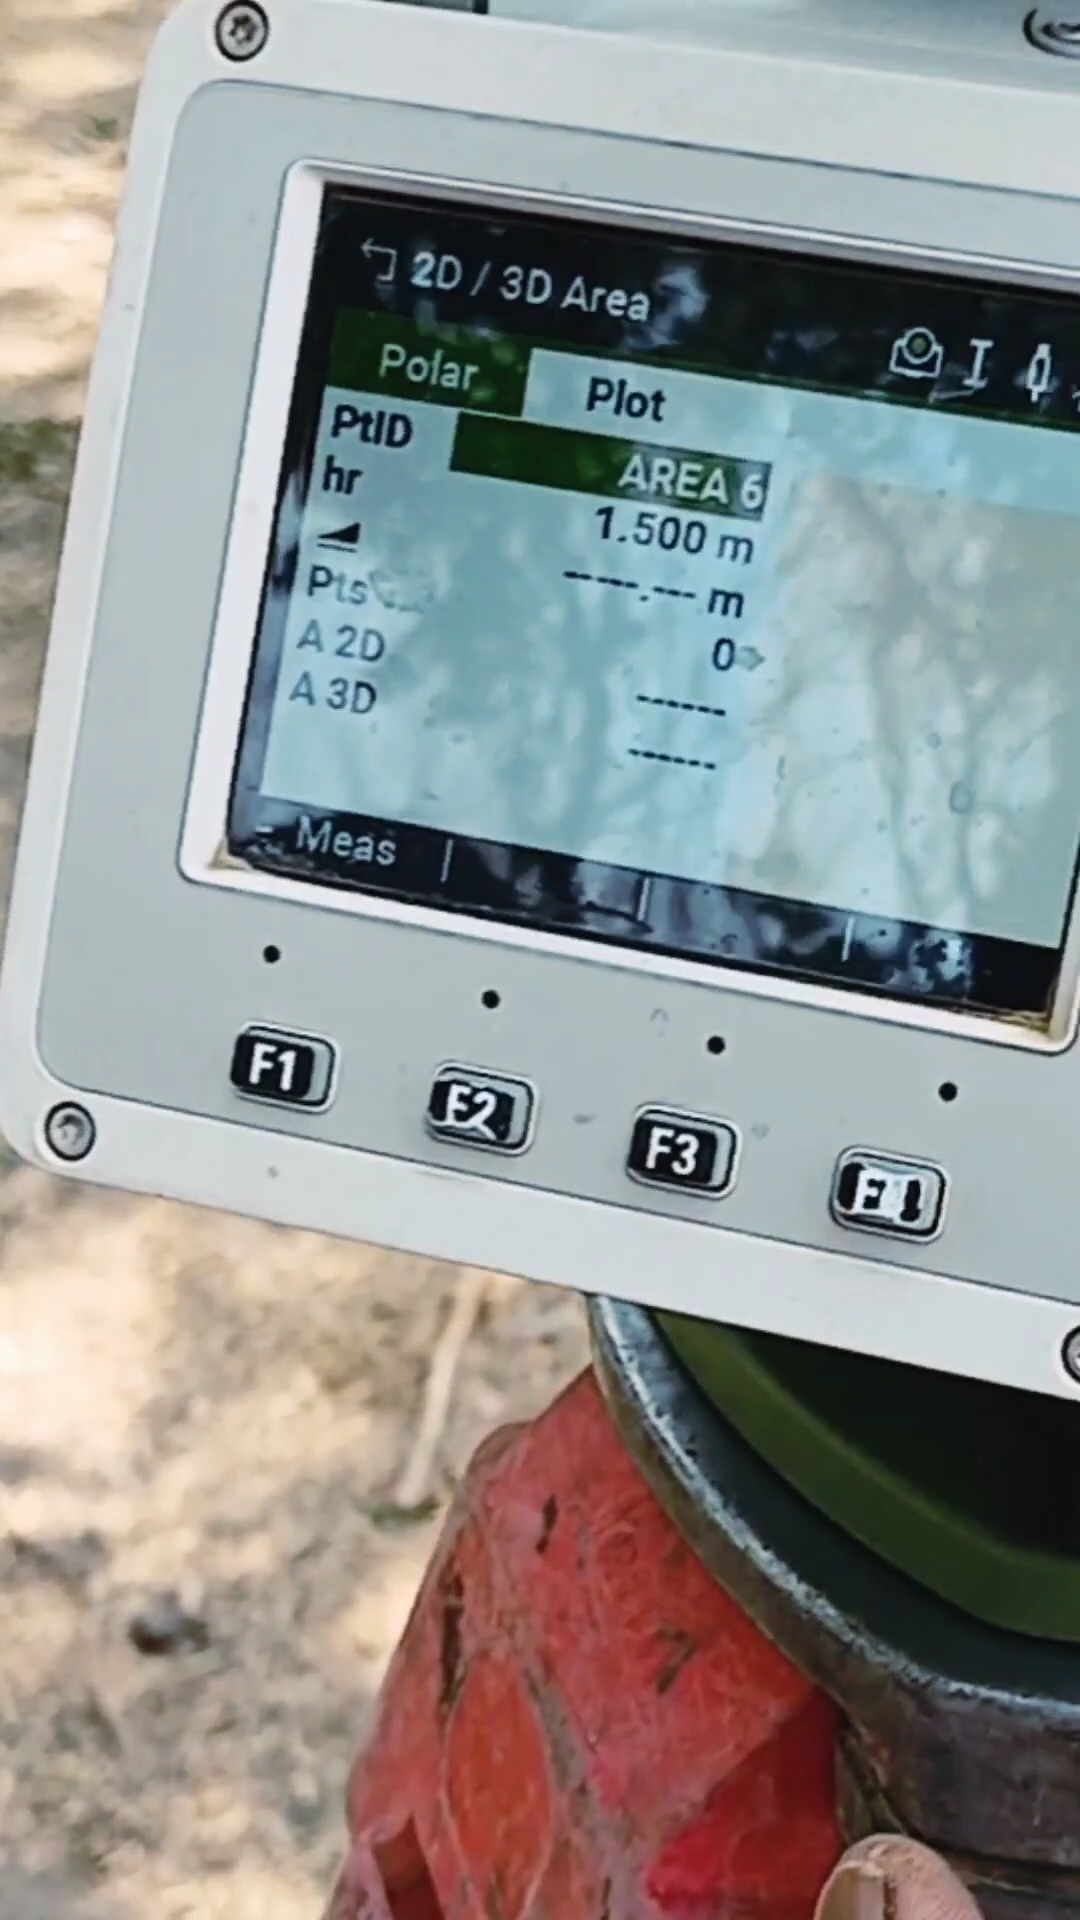 2D / 3D Area
Polar Plot
PtID AREA 6
hr 1.500 m
-----.--- m
Pts 0
A 2D ------
A 3D ------
Meas
F1 F2 F3